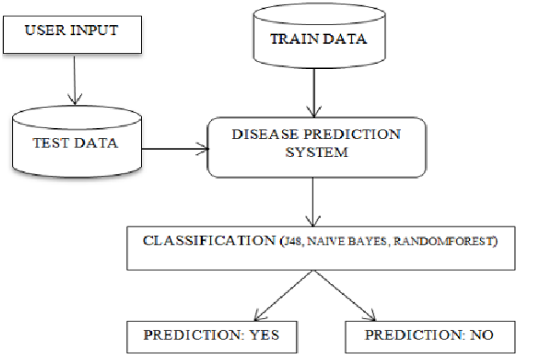 USER INPUT
TRAIN DATA
TEST DATA
DISEASE PREDICTION
SYSTEM
CLASSIFICATION (J48, NAIVE BAYES, RANDOMFOREST)
PREDICTION: YES
PREDICTION: NO